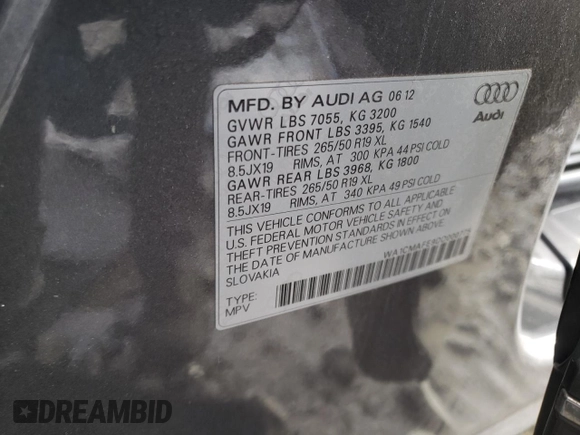 MFD. BY AUDI AG 06 12
GVWR LBS 7055, KG 3200
GAWR FRONT LBS 3395, KG 1540
FRONT-TIRES 265/50 R19 XL
8.5JX19 RIMS, AT 300 KPA 44 PSI COLD
GAWR REAR LBS 3968, KG 1800
REAR-TIRES 265/50 R19 XL
8.5JX19 RIMS, AT 340 KPA 49 PSI COLD
THIS VEHICLE CONFORMS TO ALL APPLICABLE
U.S. FEDERAL MOTOR VEHICLE SAFETY AND
THEFT PREVENTION STANDARDS IN EFFECT ON
THE DATE OF MANUFACTURE SHOWN ABOVE.
SLOVAKIA
TYPE:
MPV
Audi
DREAMBID